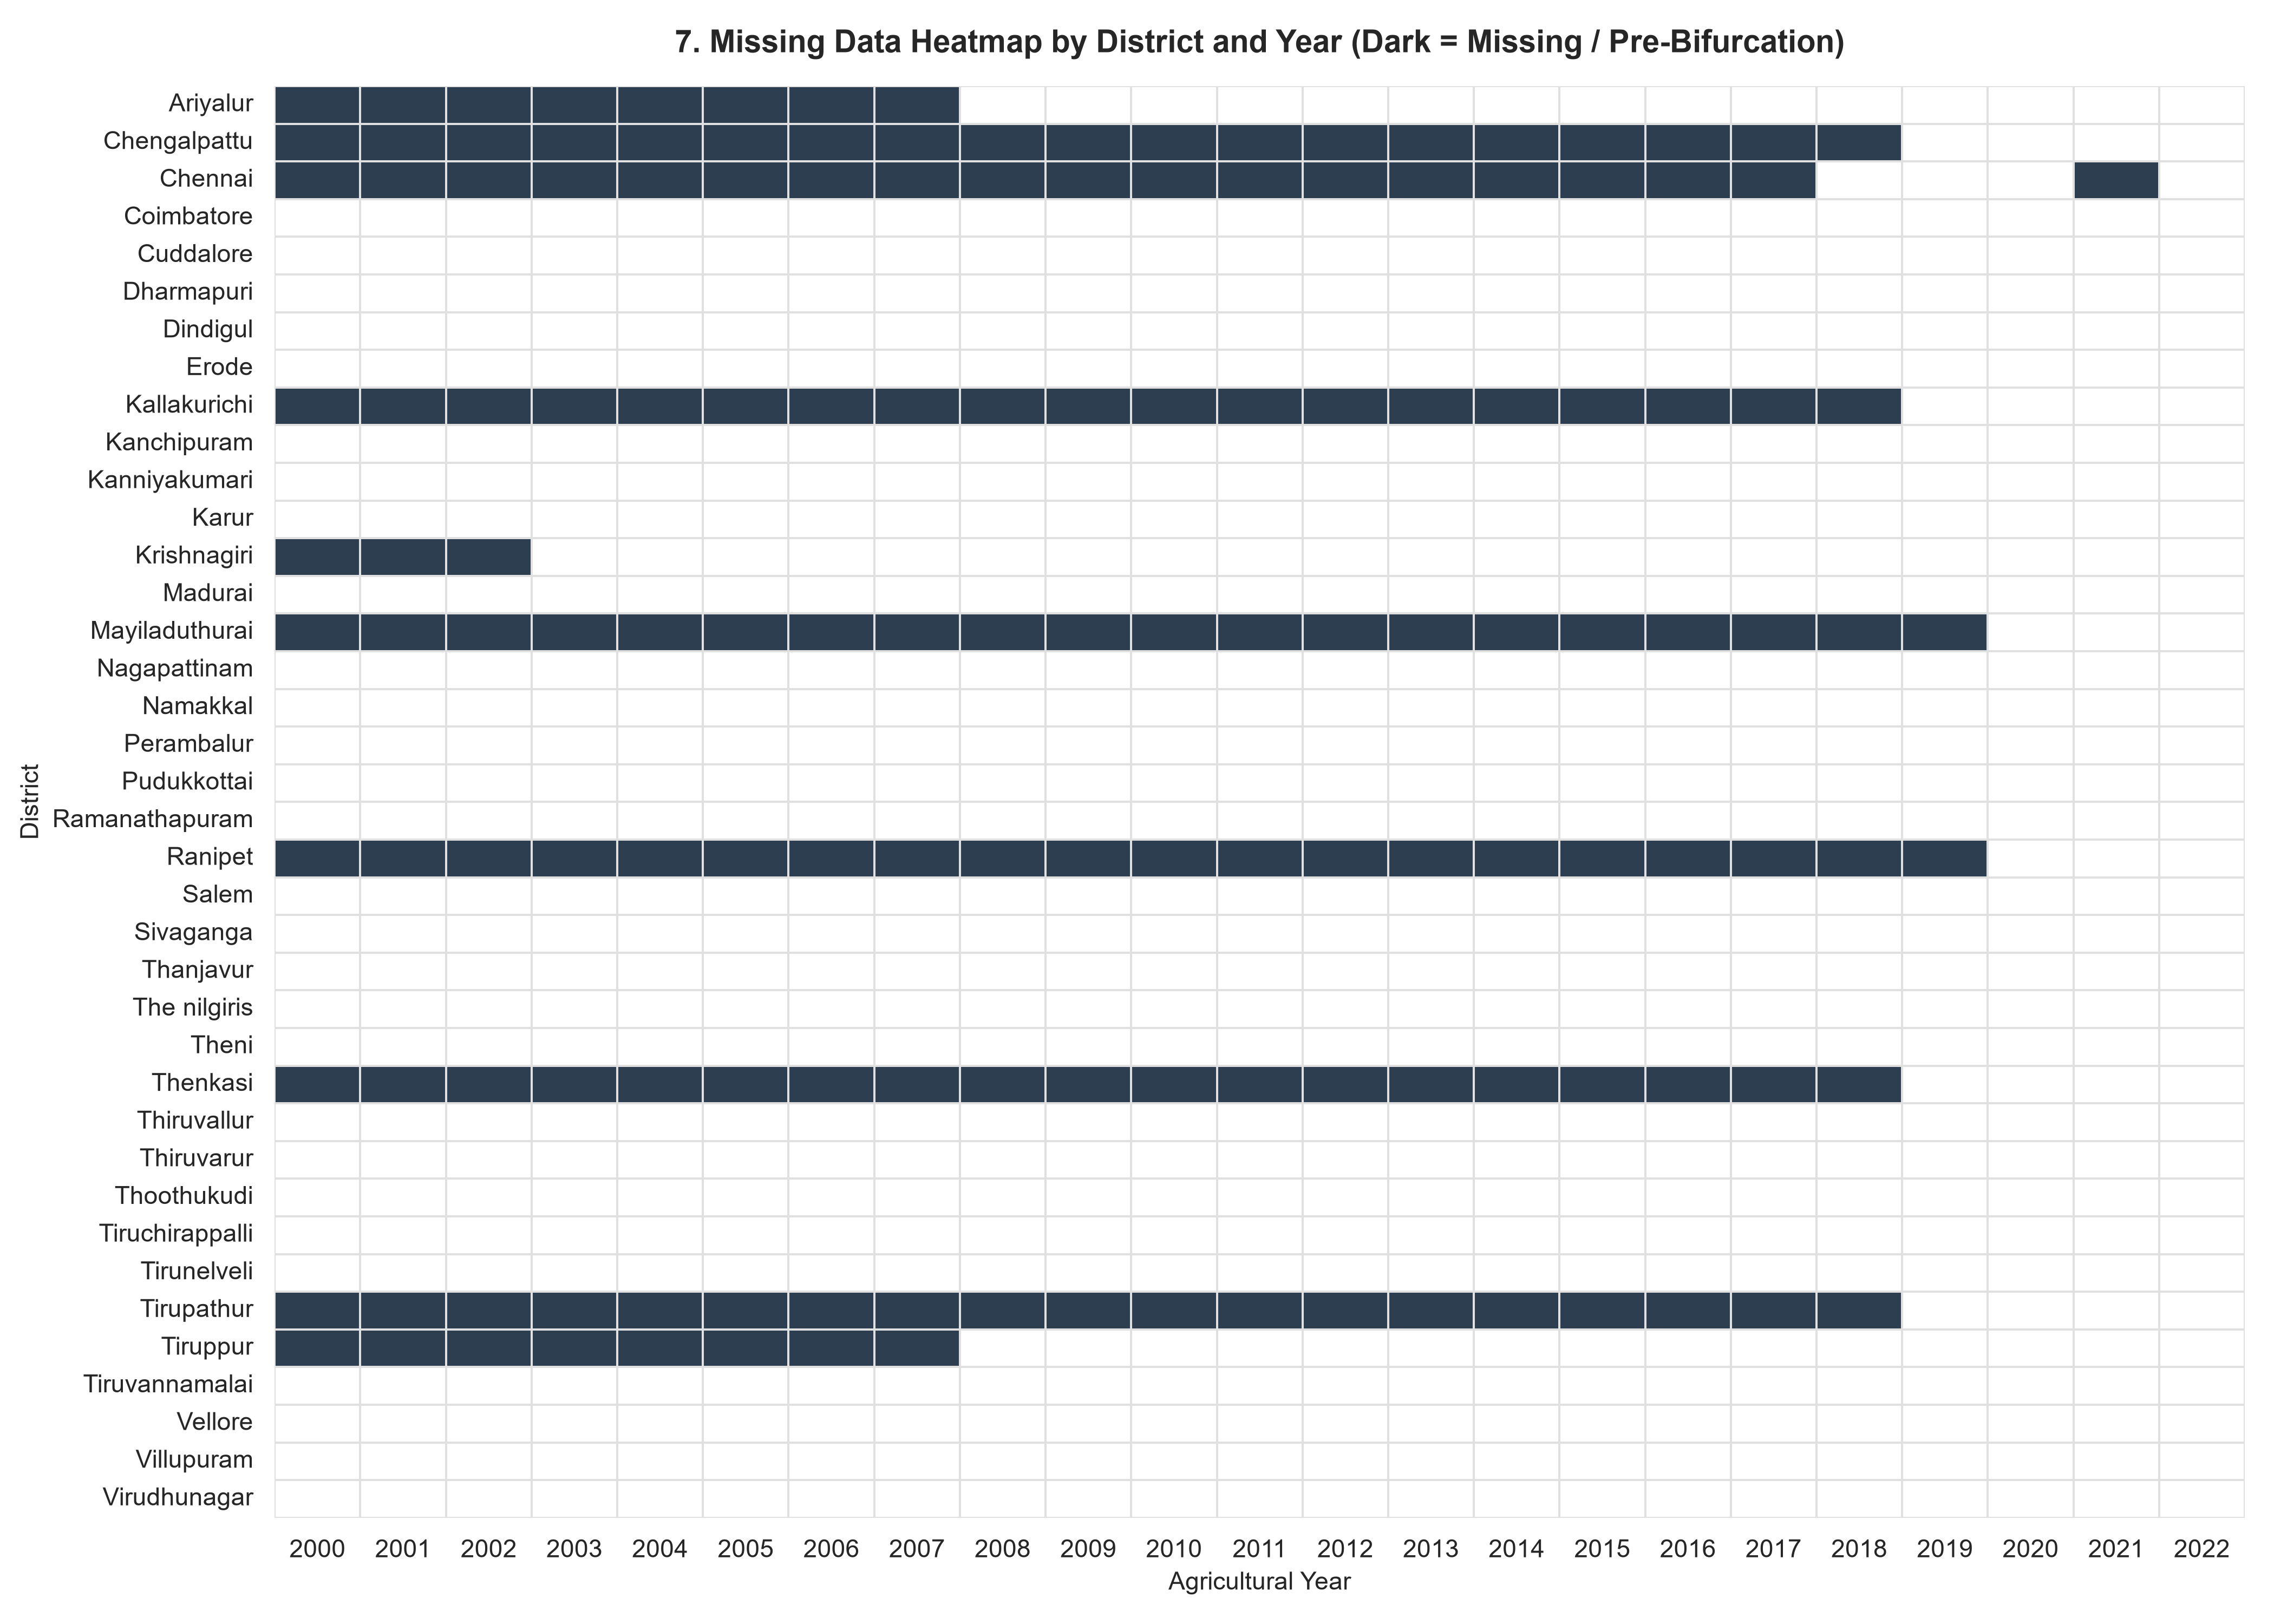 7. Missing Data Heatmap by District and Year (Dark = Missing / Pre-Bifurcation)
Ariyalur
Chengalpattu
Chennai
Coimbatore
Cuddalore
Dharmapuri
Dindigul
Erode
Kallakurichi
Kanchipuram
Kanniyakumari
Karur
Krishnagiri
Madurai
Mayiladuthurai
Nagapattinam
Namakkal
Perambalur
Pudukkottai
Ramanathapuram
Ranipet
Salem
Sivaganga
Thanjavur
The nilgiris
Theni
Thenkasi
Thiruvallur
Thiruvarur
Thoothukudi
Tiruchirappalli
Tirunelveli
Tirupathur
Tiruppur
Tiruvannamalai
Vellore
Villupuram
Virudhunagar
District
2000 2001 2002 2003 2004 2005 2006 2007 2008 2009 2010 2011 2012 2013 2014 2015 2016 2017 2018 2019 2020 2021 2022
Agricultural Year